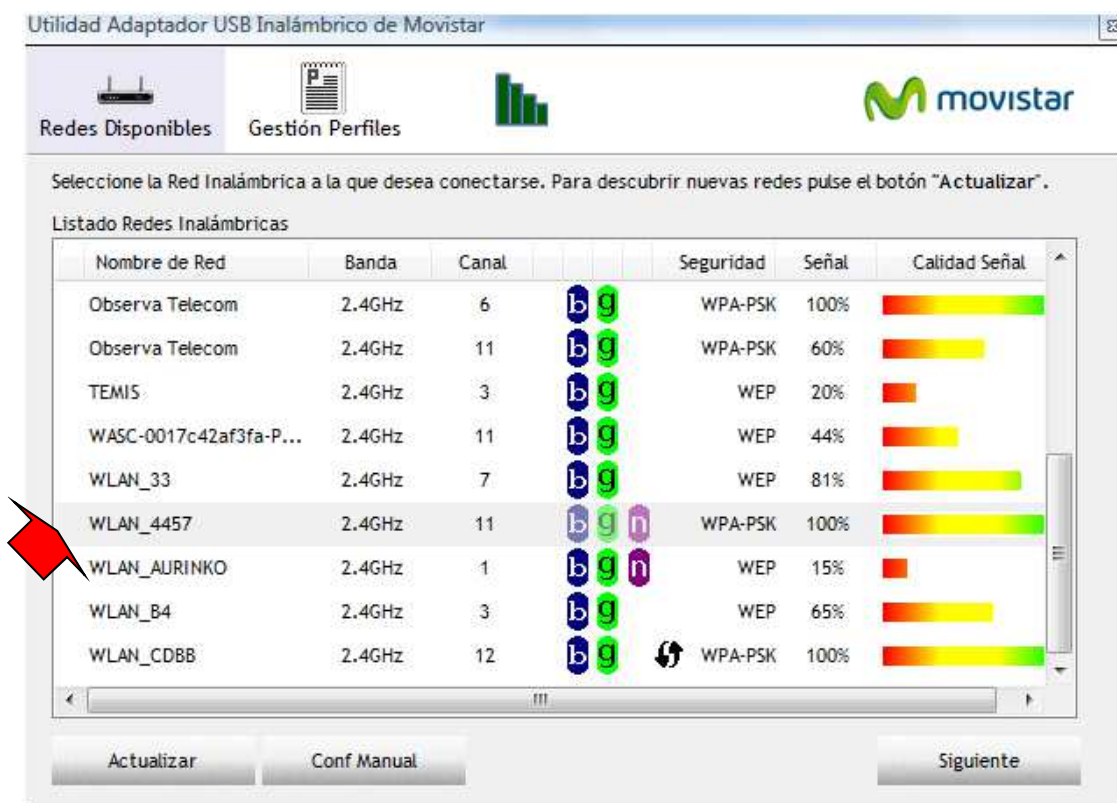 Utilidad Adaptador USB Inalámbrico de Movistar
Redes Disponibles Gestión Perfiles movistar
Seleccione la Red Inalámbrica a la que desea conectarse. Para descubrir nuevas redes pulse el botón "Actualizar".
Listado Redes Inalámbricas
Nombre de Red Banda Canal Seguridad Señal Calidad Señal
Observa Telecom 2.4GHz 6 b g WPA-PSK 100%
Observa Telecom 2.4GHz 11 b g WPA-PSK 60%
TEMIS 2.4GHz 3 b g WEP 20%
WASC-0017c42af3fa-P... 2.4GHz 11 b g WEP 44%
WLAN_33 2.4GHz 7 b g WEP 81%
WLAN_4457 2.4GHz 11 b g n WPA-PSK 100%
WLAN_AURINKO 2.4GHz 1 b g n WEP 15%
WLAN_B4 2.4GHz 3 b g WEP 65%
WLAN_CDBB 2.4GHz 12 b g WPA-PSK 100%
Actualizar Conf Manual Siguiente